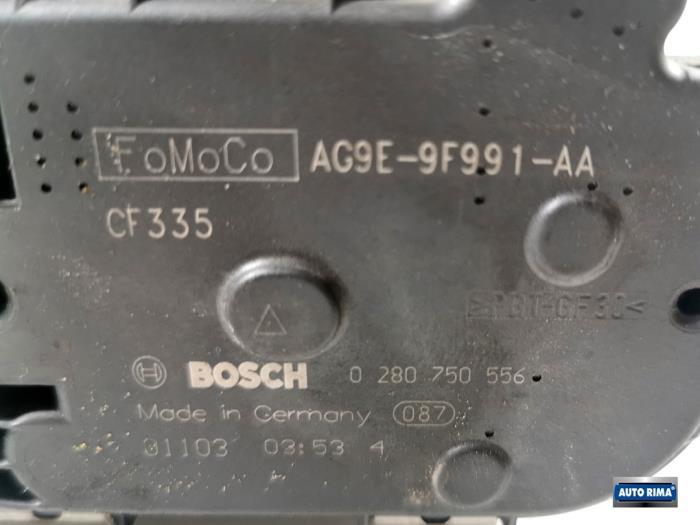 FoMoCo AG9E-9F991-AA
CF335
>PBT-GF30<
BOSCH 0 280 750 556
Made in Germany 087
01103 03:53 4
AUTO RIMA